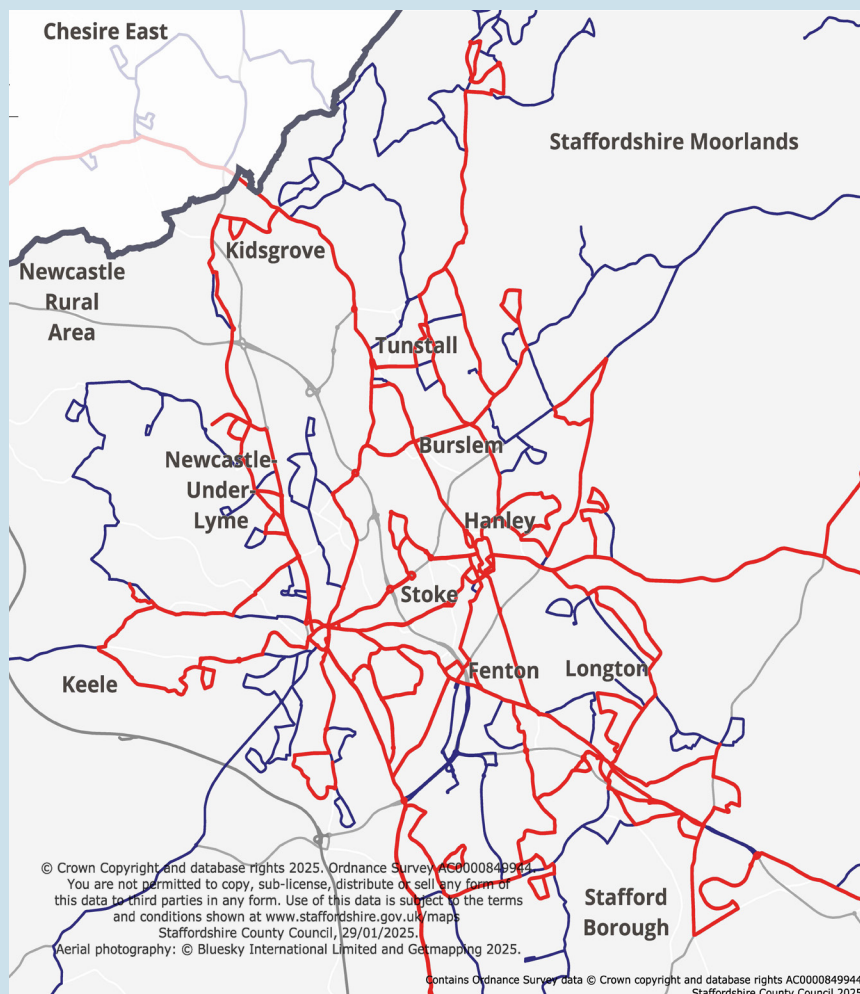 Chesire East
Staffordshire Moorlands
Kidsgrove
Newcastle
Rural
Area
Tunstall
Burslem
Newcastle-
Under-
Lyme
Hanley
Stoke
Keele
Fenton
Longton
© Crown Copyright and database rights 2025. Ordnance Survey AC0000849944.
You are not permitted to copy, sub-license, distribute or sell any form of
this data to third parties in any form. Use of this data is subject to the terms
and conditions shown at www.staffordshire.gov.uk/maps
Staffordshire County Council, 29/01/2025.
Aerial photography: © Bluesky International Limited and Getmapping 2025.
Stafford
Borough
Contains Ordnance Survey data © Crown copyright and database rights AC0000849944
Staffordshire County Council 2025